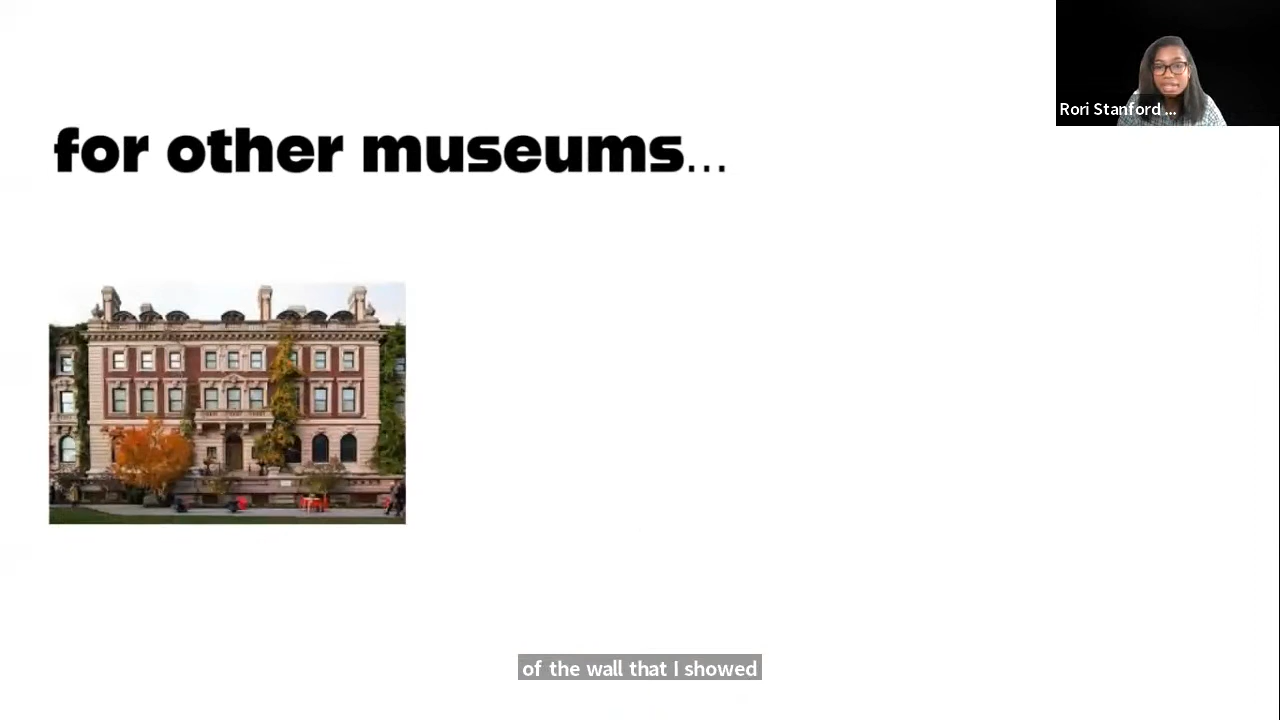 for other museums...
Rori Stanford ...
of the wall that I showed